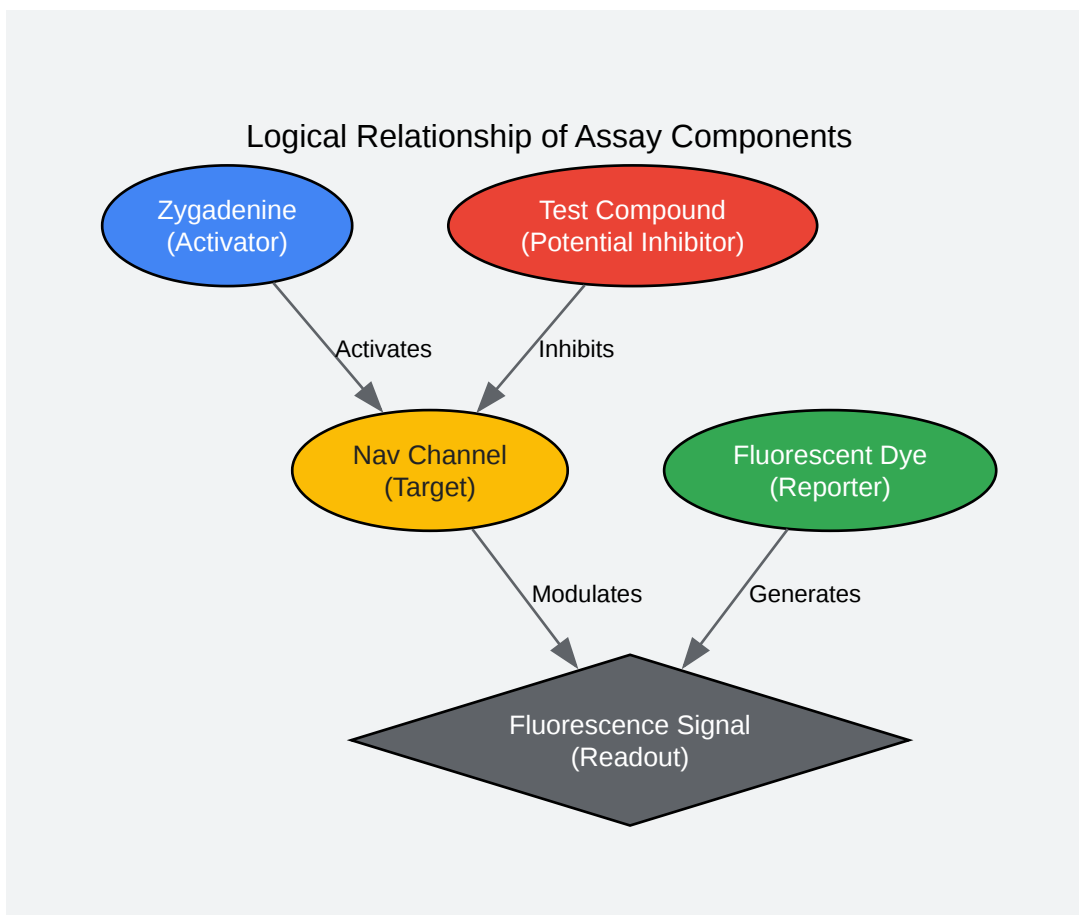 Logical Relationship of Assay Components
Zygadenine
(Activator)
Test Compound
(Potential Inhibitor)
Activates
Inhibits
Nav Channel
(Target)
Fluorescent Dye
(Reporter)
Modulates
Generates
Fluorescence Signal
(Readout)